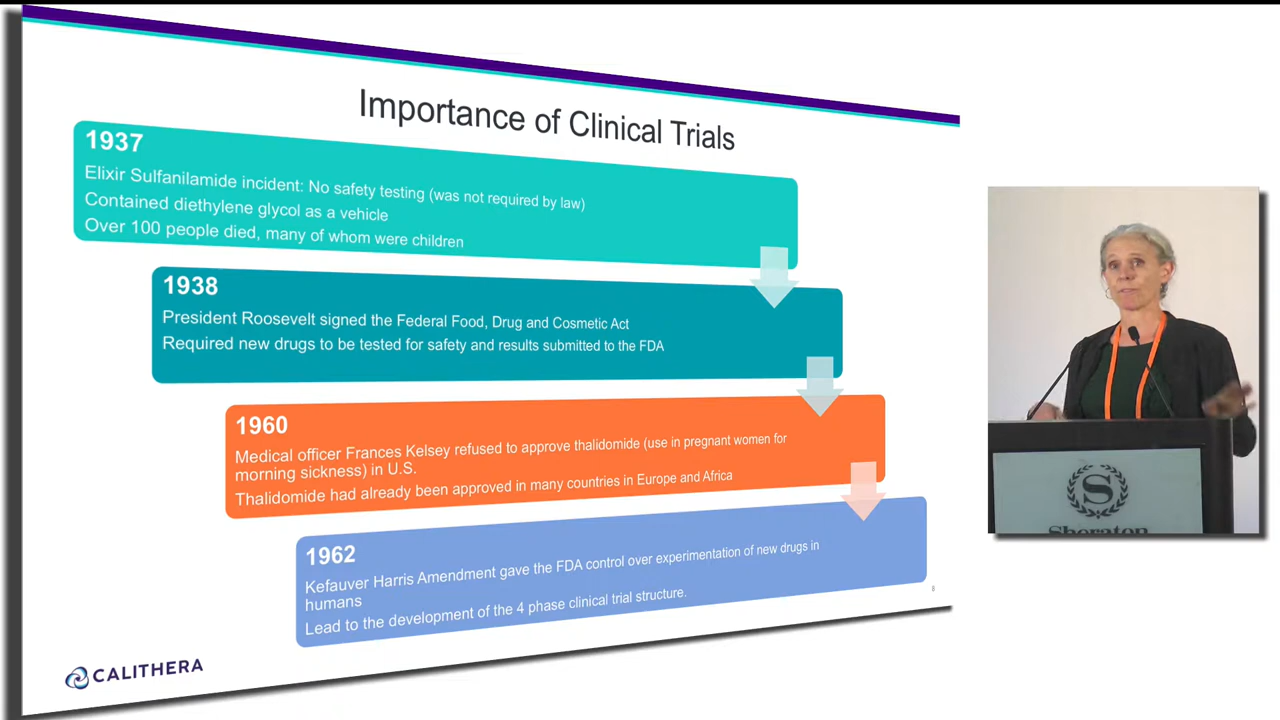 Importance of Clinical Trials
1937
Elixir Sulfanilamide incident: No safety testing (was not required by law)
Contained diethylene glycol as a vehicle
Over 100 people died, many of whom were children
1938
President Roosevelt signed the Federal Food, Drug and Cosmetic Act
Required new drugs to be tested for safety and results submitted to the FDA
1960
Medical officer Frances Kelsey refused to approve thalidomide (use in pregnant women for
morning sickness) in U.S.
Thalidomide had already been approved in many countries in Europe and Africa
1962
Kefauver Harris Amendment gave the FDA control over experimentation of new drugs in
humans
Lead to the development of the 4 phase clinical trial structure.
CALITHERA
S
Sheraton